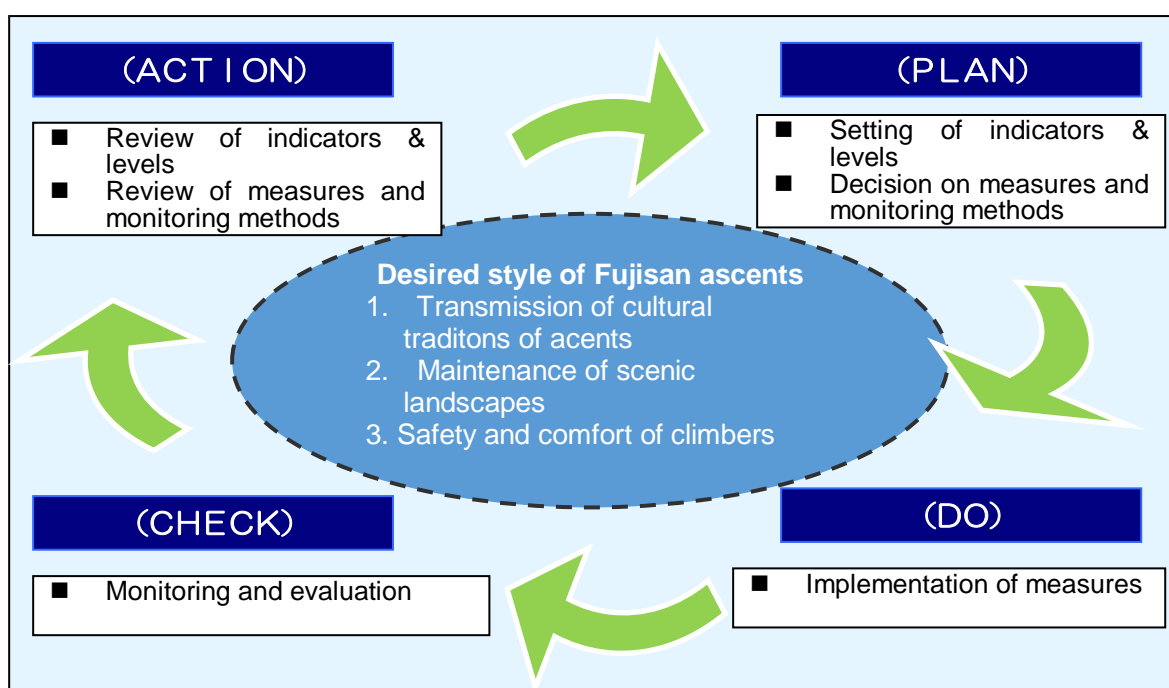 (ACTION)
■ Review of indicators &
levels
■ Review of measures and
monitoring methods
(PLAN)
■ Setting of indicators &
levels
■ Decision on measures and
monitoring methods
Desired style of Fujisan ascents
1. Transmission of cultural
traditons of acents
2. Maintenance of scenic
landscapes
3. Safety and comfort of climbers
(CHECK)
■ Monitoring and evaluation
(DO)
■ Implementation of measures